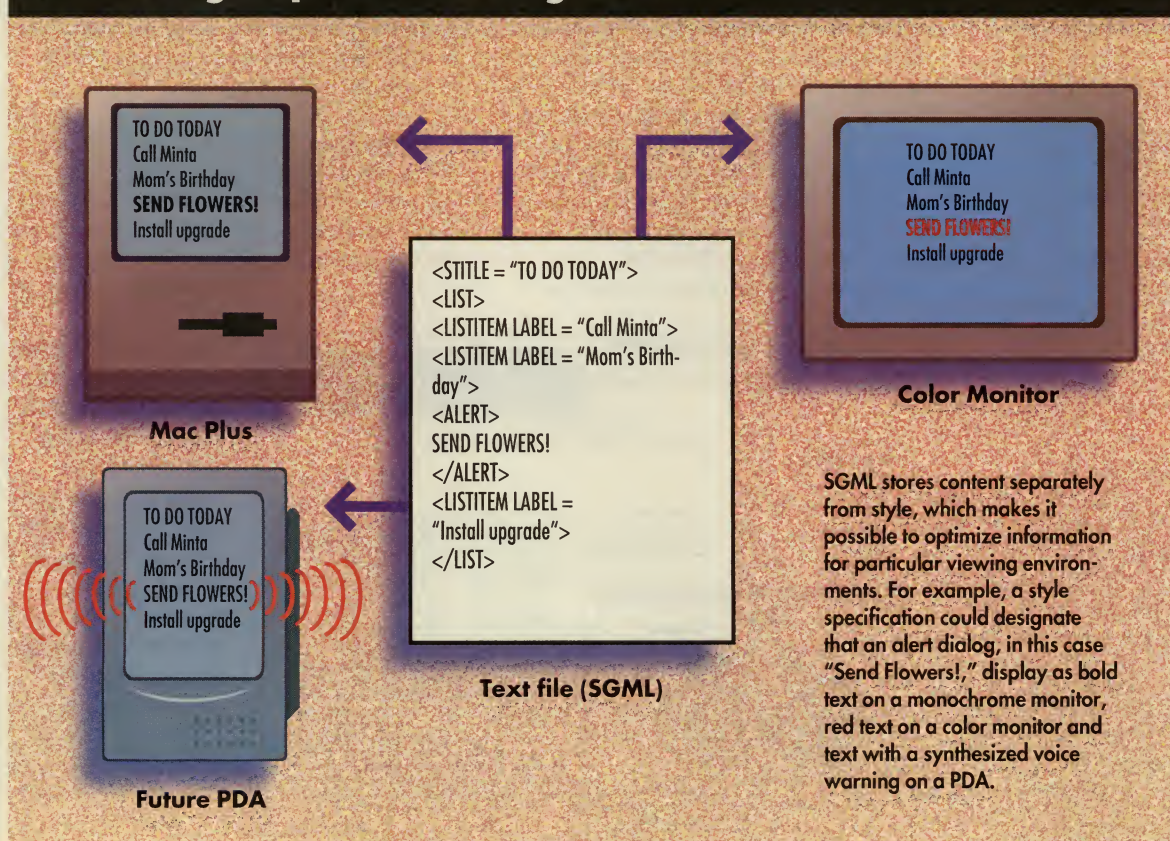 TO DO TODAY
Call Minta
Mom's Birthday
SEND FLOWERS!
Install upgrade
Mac Plus
TO DO TODAY
Call Minta
Mom's Birthday
SEND FLOWERS!
Install upgrade
Future PDA
<STITLE = "TO DO TODAY">
<LIST>
<LISTITEM LABEL = "Call Minta">
<LISTITEM LABEL = "Mom's Birth-
day">
<ALERT>
SEND FLOWERS!
</ALERT>
<LISTITEM LABEL =
"Install upgrade">
</LIST>
Text file (SGML)
TO DO TODAY
Call Minta
Mom's Birthday
SEND FLOWERS!
Install upgrade
Color Monitor
SGML stores content separately
from style, which makes it
possible to optimize information
for particular viewing environ-
ments. For example, a style
specification could designate
that an alert dialog, in this case
"Send Flowers!," display as bold
text on a monochrome monitor,
red text on a color monitor and
text with a synthesized voice
warning on a PDA.